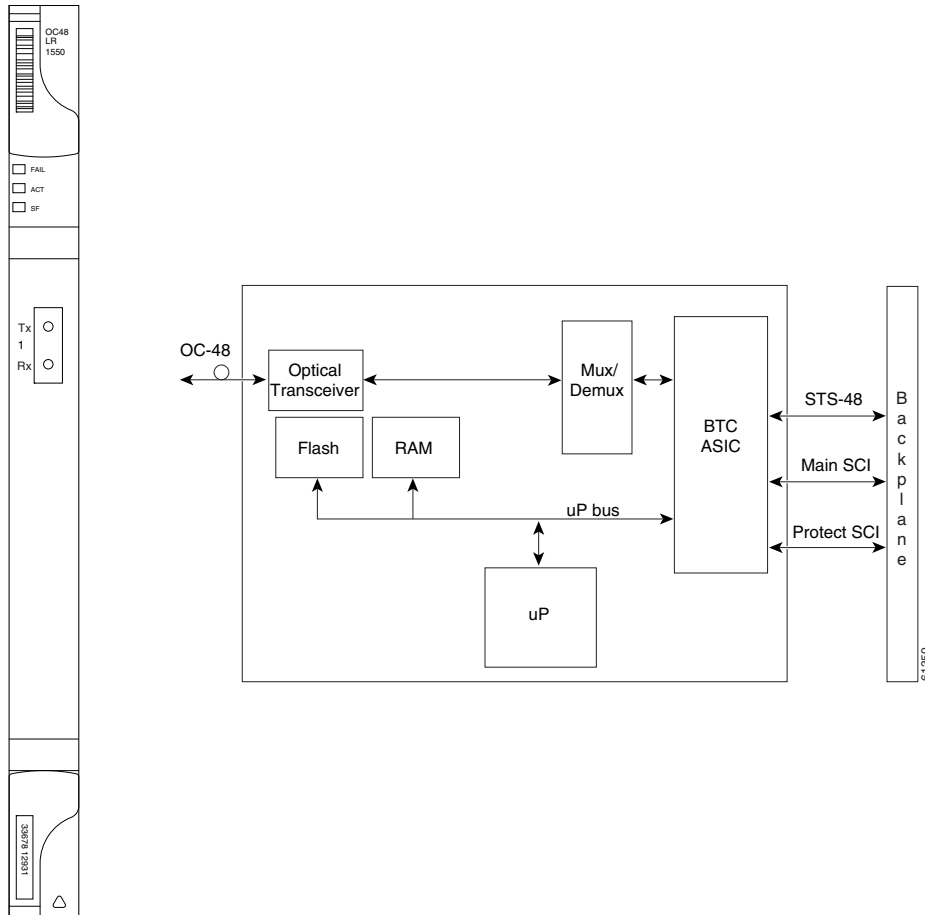 OC48
LR
1550
FAIL
ACT
SF
Tx
1
Rx
33678 12931
OC-48
Optical
Transceiver
Mux/
Demux
BTC
ASIC
Flash
RAM
uP bus
uP
STS-48
Main SCI
Protect SCI
Backplane